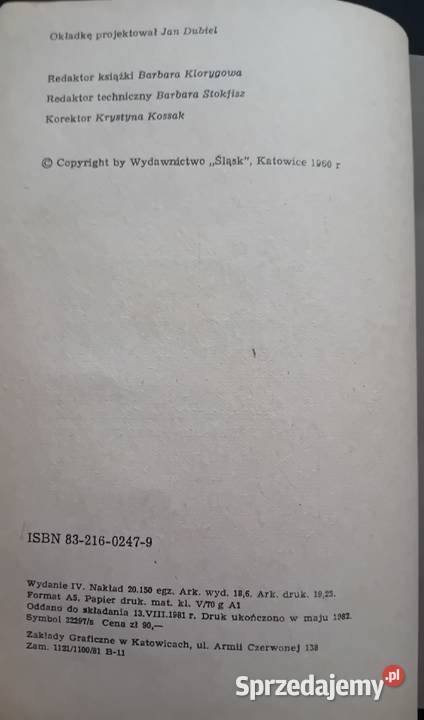 Okładkę projektował Jan Dubiel
Redaktor książki Barbara Klorygowa
Redaktor techniczny Barbara Stokfisz
Korektor Krystyna Kossak
© Copyright by Wydawnictwo „Śląsk", Katowice 1960 r
ISBN 83-216-0247-9
Wydanie IV. Nakład 20.150 egz. Ark. wyd. 18,6. Ark. druk. 19,25.
Format A5. Papier druk. mat. kl. V/70 g A1
Oddano do składania 13.VIII.1981 r. Druk ukończono w maju 1982.
Symbol 22297/s Cena zł 90,—
Zakłady Graficzne w Katowicach, ul. Armii Czerwonej 138
Zam. 1121/1100/81 B-11
Sprzedajemy.pl